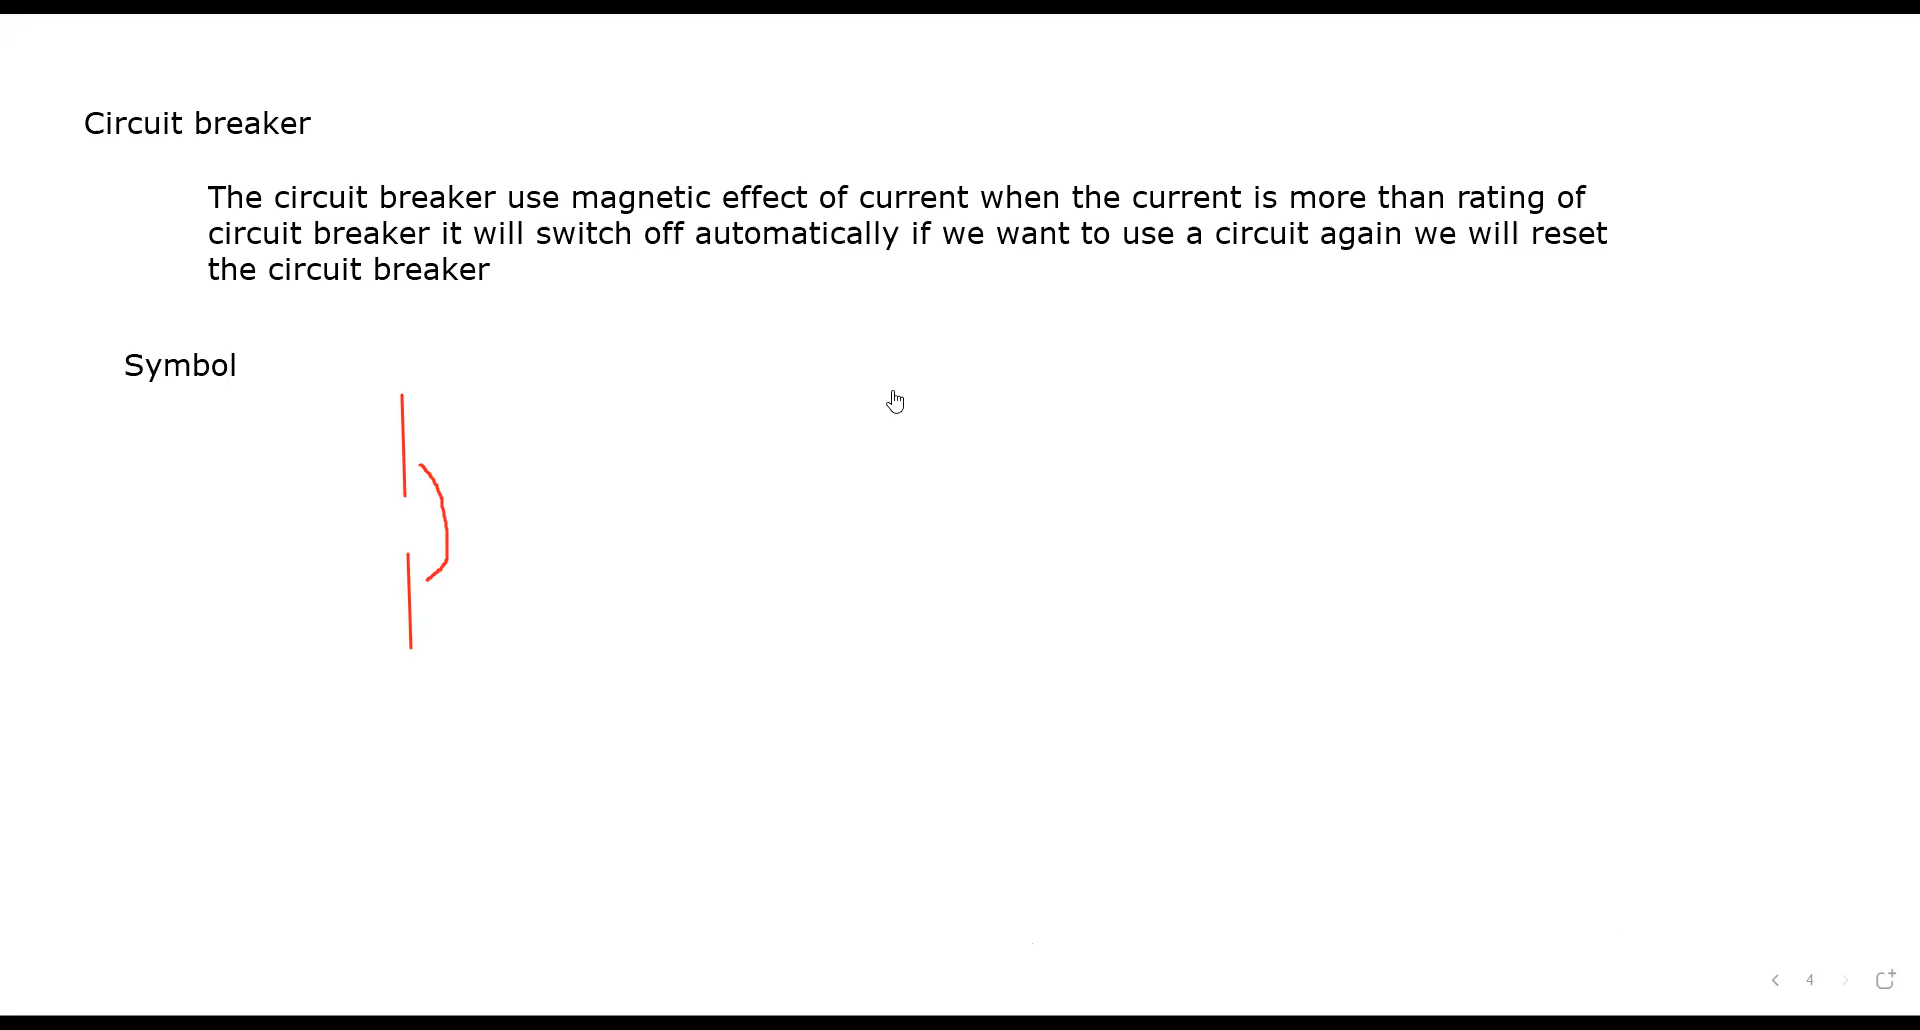 Circuit breaker
The circuit breaker use magnetic effect of current when the current is more than rating of
circuit breaker it will switch off automatically if we want to use a circuit again we will reset
the circuit breaker
Symbol
4